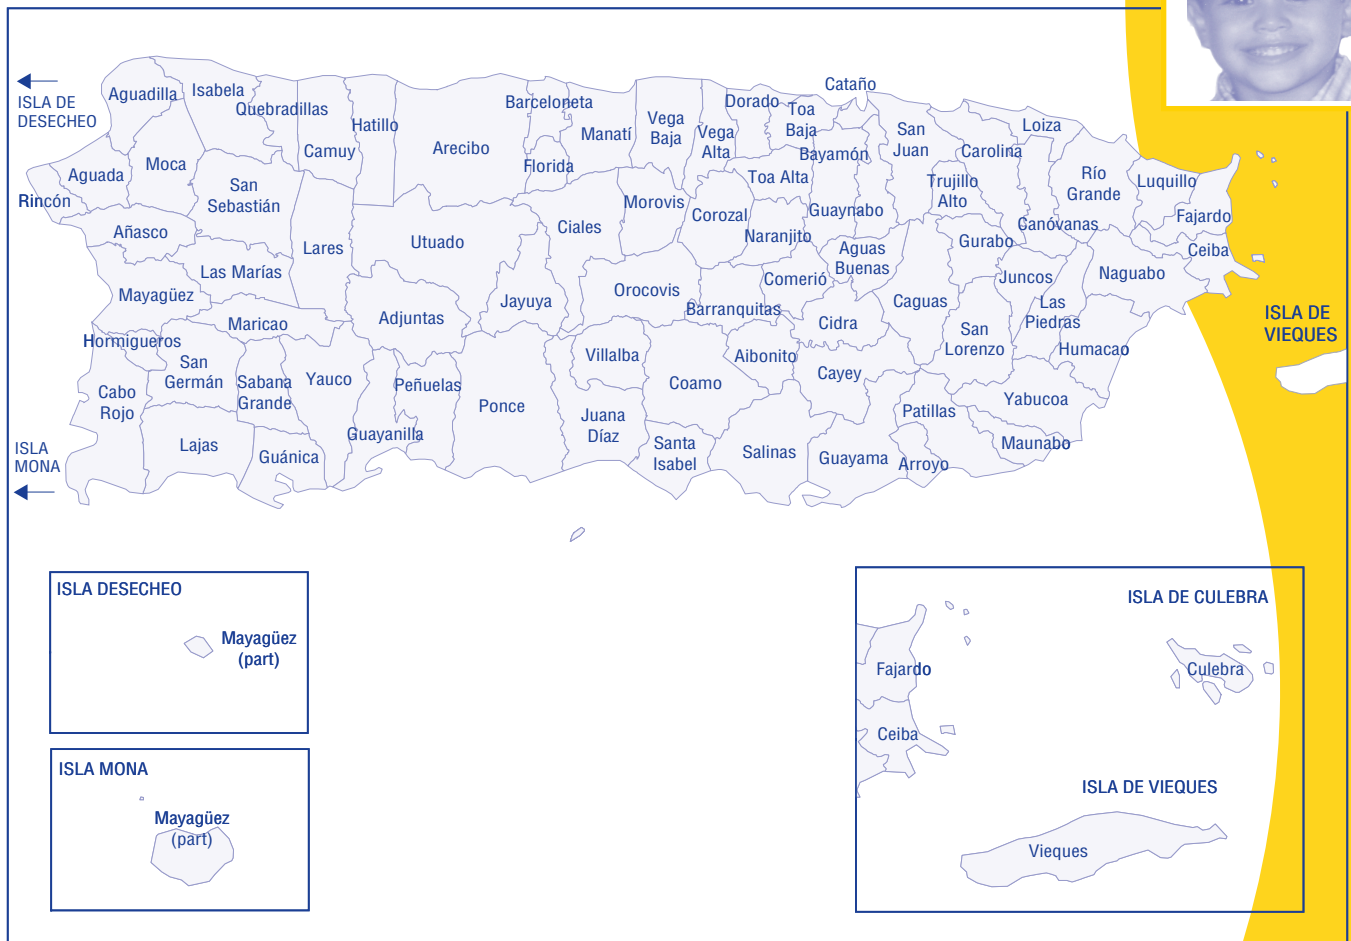 Cataño
Aguadilla
Isabela
Quebradillas
ISLA DE
DESECHEO
Hatillo
Camuy
Arecibo
Barceloneta
Manatí
Florida
Vega
Baja
Vega
Alta
Dorado
Toa
Baja
Bayamón
Toa Alta
San
Juan
Carolina
Loiza
Trujillo
Alto
Río
Grande
Luquillo
Fajardo
Ceiba
Moca
Aguada
Rincón
San
Sebastián
Añasco
Lares
Utuado
Ciales
Morovis
Corozal
Naranjito
Guaynabo
Aguas
Buenas
Gurabo
Canóvanas
Juncos
Naguabo
Las Marías
Mayagüez
Maricao
Adjuntas
Jayuya
Orocovis
Barranquitas
Comerió
Cidra
Caguas
San
Lorenzo
Las
Piedras
Humacao
ISLA DE
VIEQUES
Hormigueros
San
Germán
Cabo
Rojo
Sabana
Grande
Yauco
Peñuelas
Guayanilla
Ponce
Villalba
Juana
Díaz
Coamo
Aibonito
Cayey
Patillas
Yabucoa
Maunabo
ISLA
MONA
Lajas
Guánica
Santa
Isabel
Salinas
Guayama
Arroyo
ISLA DESECHEO
Mayagüez
(part)
ISLA MONA
Mayagüez
(part)
ISLA DE CULEBRA
Fajardo
Culebra
Ceiba
ISLA DE VIEQUES
Vieques